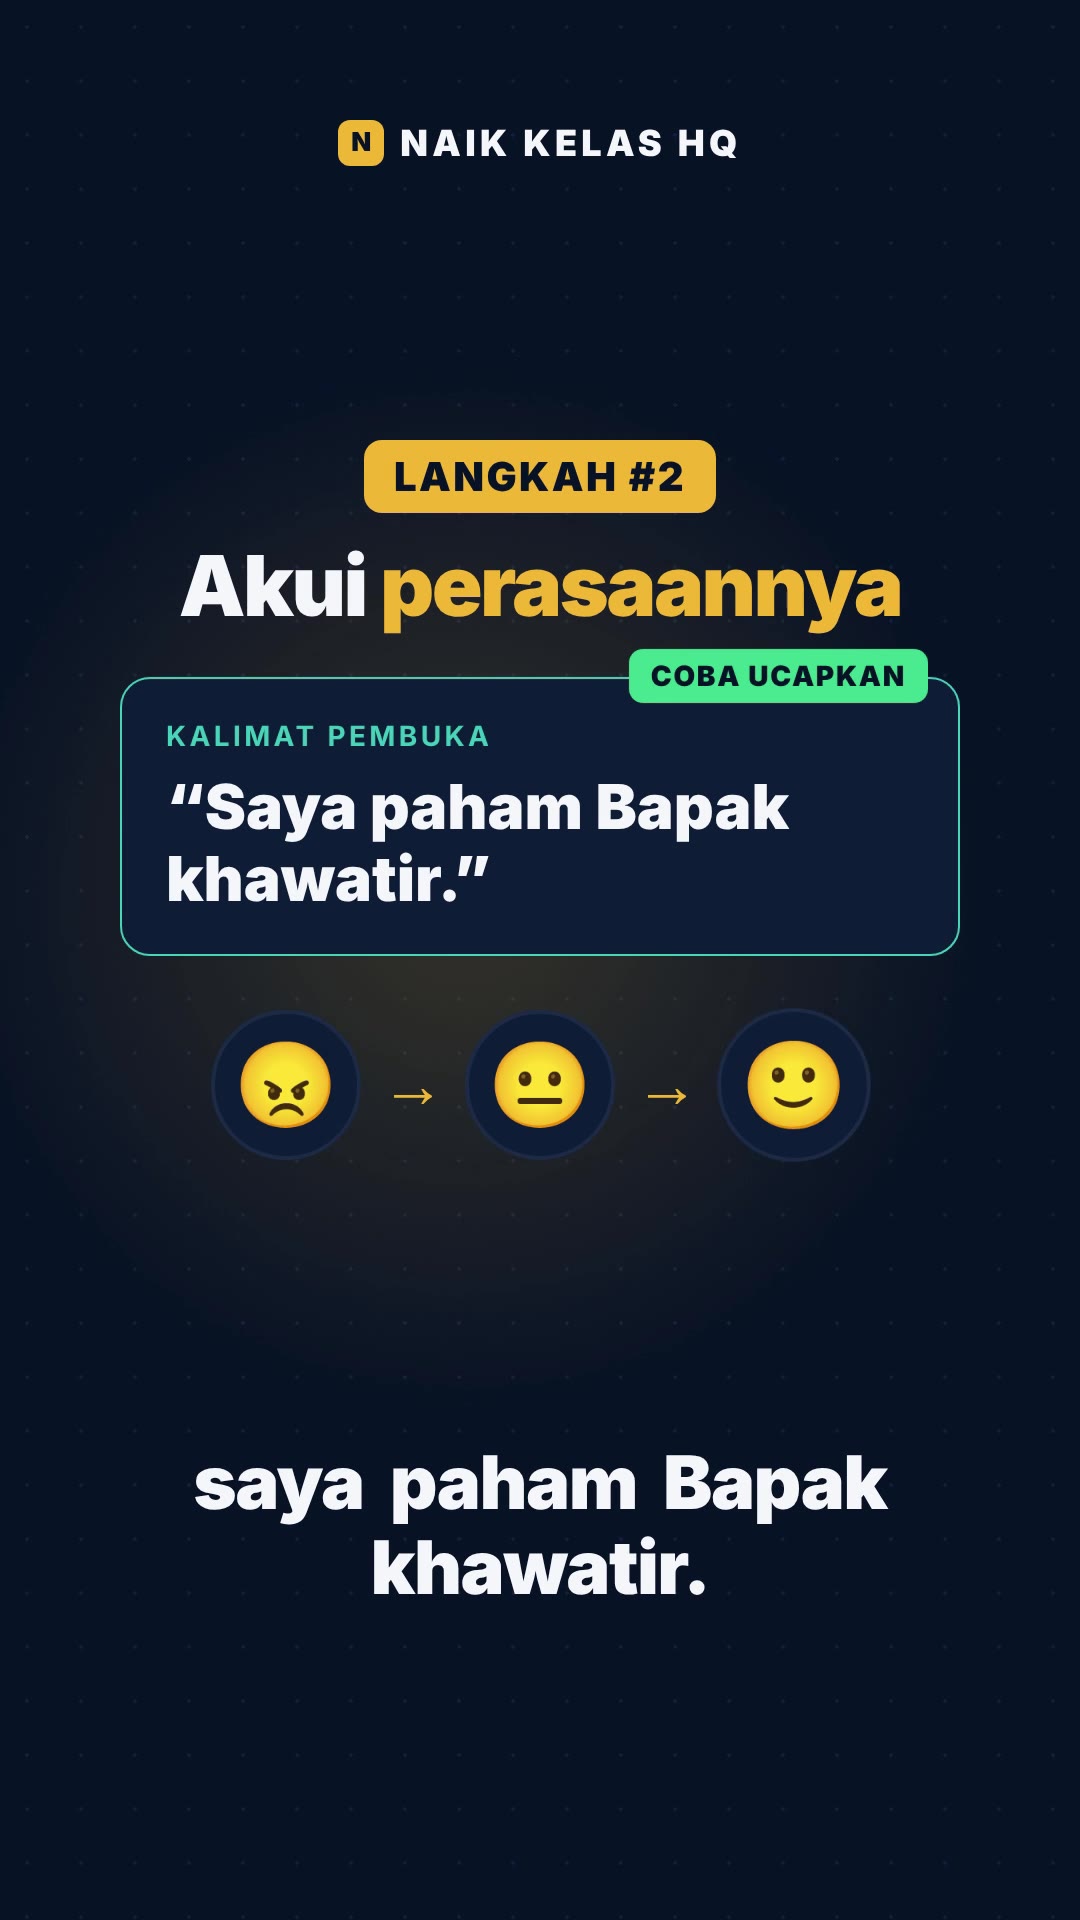 N NAIK KELAS HQ
LANGKAH #2
Akui perasaannya
COBA UCAPKAN
KALIMAT PEMBUKA
“Saya paham Bapak
khawatir.”
→ →
saya paham Bapak
khawatir.